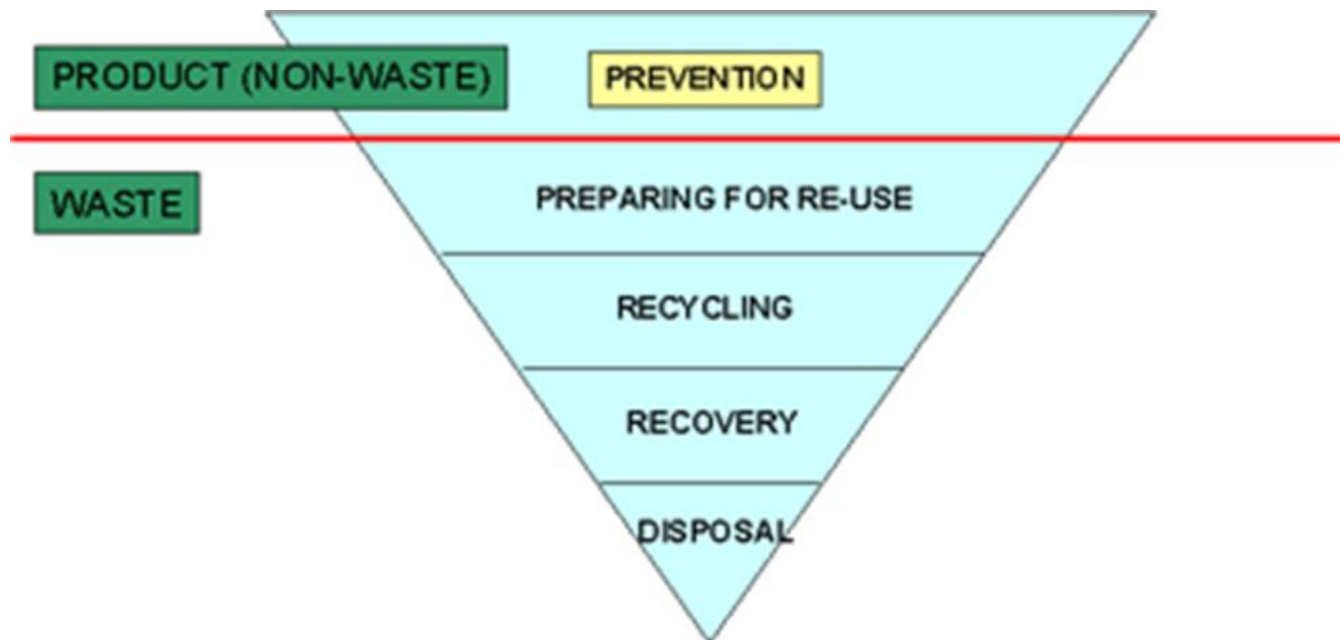 PRODUCT (NON-WASTE)
PREVENTION
WASTE
PREPARING FOR RE-USE
RECYCLING
RECOVERY
DISPOSAL